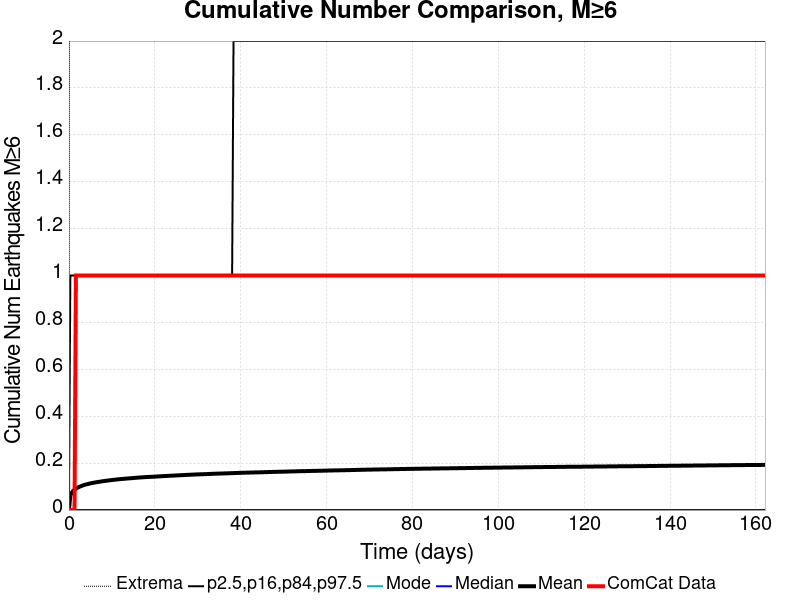 Cumulative Number Comparison, M≥6
Cumulative Num Earthquakes M≥6
2
1.8
1.6
1.4
1.2
1
0.8
0.6
0.4
0.2
0
0 20 40 60 80 100 120 140 160
Time (days)
Extrema p2.5,p16,p84,p97.5 Mode Median Mean ComCat Data